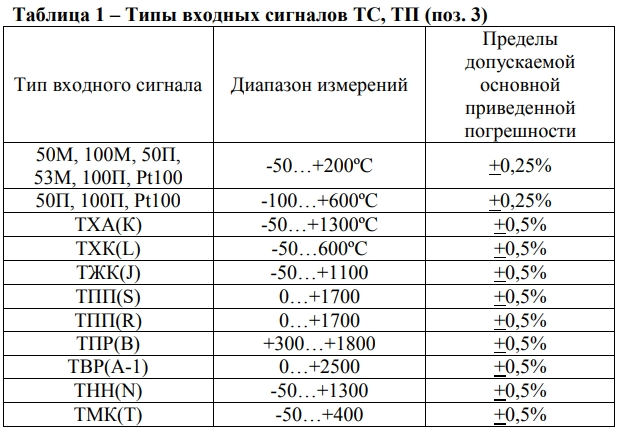 Таблица 1 – Типы входных сигналов ТС, ТП (поз. 3)
Тип входного сигнала Диапазон измерений Пределы допускаемой основной приведенной погрешности
50М, 100М, 50П,
53М, 100П, Pt100 -50…+200ºС ±0,25%
50П, 100П, Pt100 -100…+600ºС ±0,25%
ТХА(К) -50…+1300ºС ±0,5%
ТХК(L) -50…600ºС ±0,5%
ТЖК(J) -50…+1100 ±0,5%
ТПП(S) 0…+1700 ±0,5%
ТПП(R) 0…+1700 ±0,5%
ТПР(В) +300…+1800 ±0,5%
ТВР(А-1) 0…+2500 ±0,5%
ТНН(N) -50…+1300 ±0,5%
ТМК(Т) -50…+400 ±0,5%